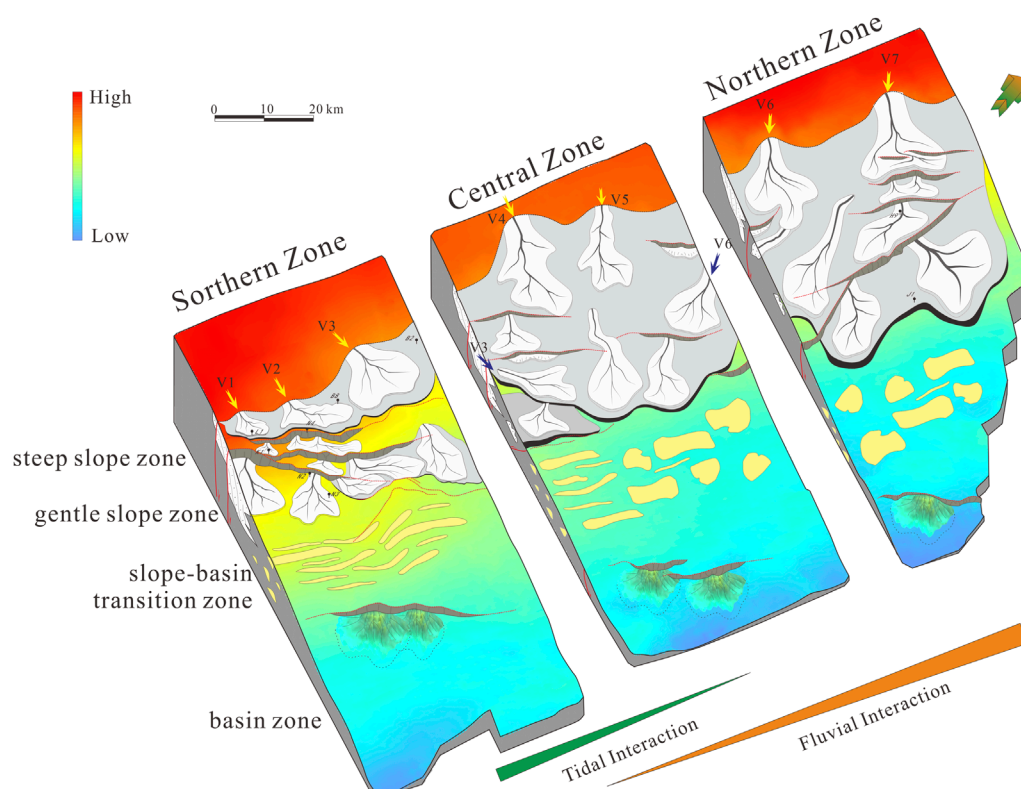 Northern Zone
V7
V6
High
0 10 20 km
Central Zone
V5
V4
V6
Low
Sorthern Zone
V3
V3
V2
V1
steep slope zone
gentle slope zone
slope-basin
transition zone
basin zone
Tidal Interaction
Fluvial Interaction